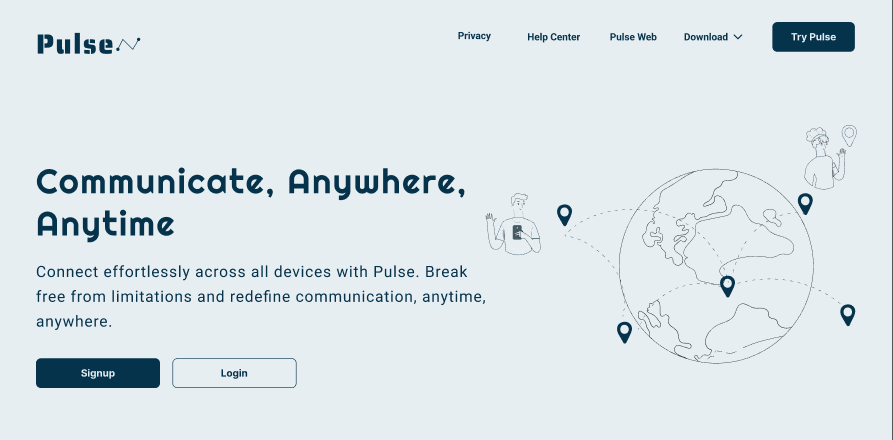 Pulse
Privacy
Help Center
Pulse Web
Download
Try Pulse
Communicate, Anywhere,
Anytime
Connect effortlessly across all devices with Pulse. Break
free from limitations and redefine communication, anytime,
anywhere.
Signup
Login